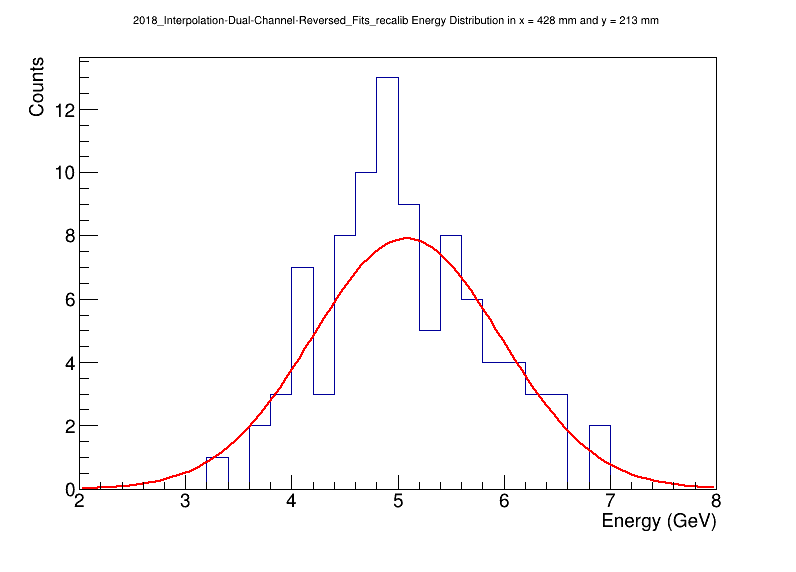 2018_Interpolation-Dual-Channel-Reversed_Fits_recalib Energy Distribution in x = 428 mm and y = 213 mm
Counts
12
10
8
6
4
2
0
2 3 4 5 6 7 8
Energy (GeV)